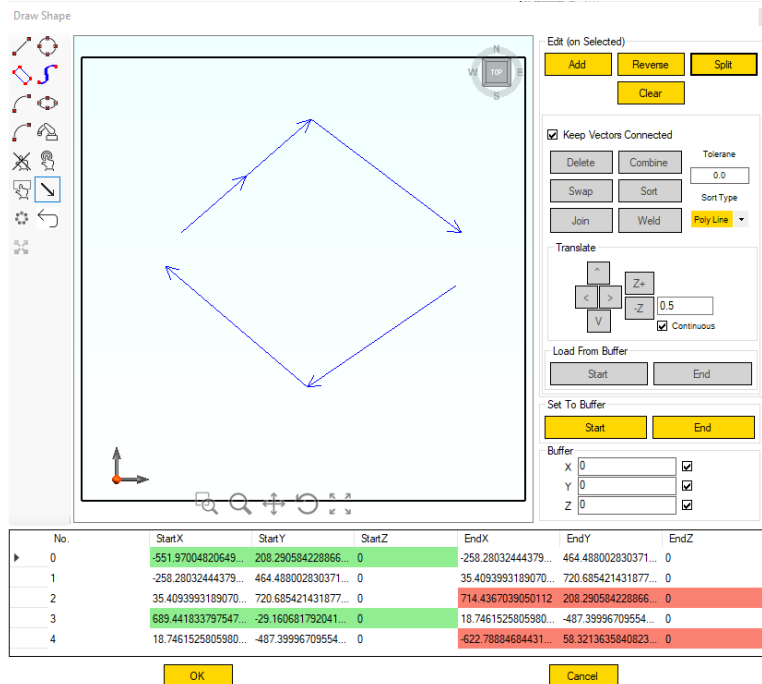 Draw Shape
N
W TOP E
S
Edit (on Selected)
Add Reverse Split
Clear
Keep Vectors Connected
Delete Combine Tolerane
0.0
Swap Sort Sort Type
Join Weld Poly Line
Translate
^
< > Z+
V -Z 0.5
Continuous
Load From Buffer
Start End
Set To Buffer
Start End
Buffer
X 0
Y 0
Z 0
No. StartX StartY StartZ EndX EndY EndZ
0 -551.97004820649... 208.290584228866... 0 -258.28032444379... 464.488002830371... 0
1 -258.28032444379... 464.488002830371... 0 35.4093993189070... 720.685421431877... 0
2 35.4093993189070... 720.685421431877... 0 714.4367039050112 208.290584228866... 0
3 689.441833797547... -29.160681792041... 0 18.7461525805980... -487.39996709554... 0
4 18.7461525805980... -487.39996709554... 0 -622.78884684431... 58.3213635840823... 0
OK Cancel